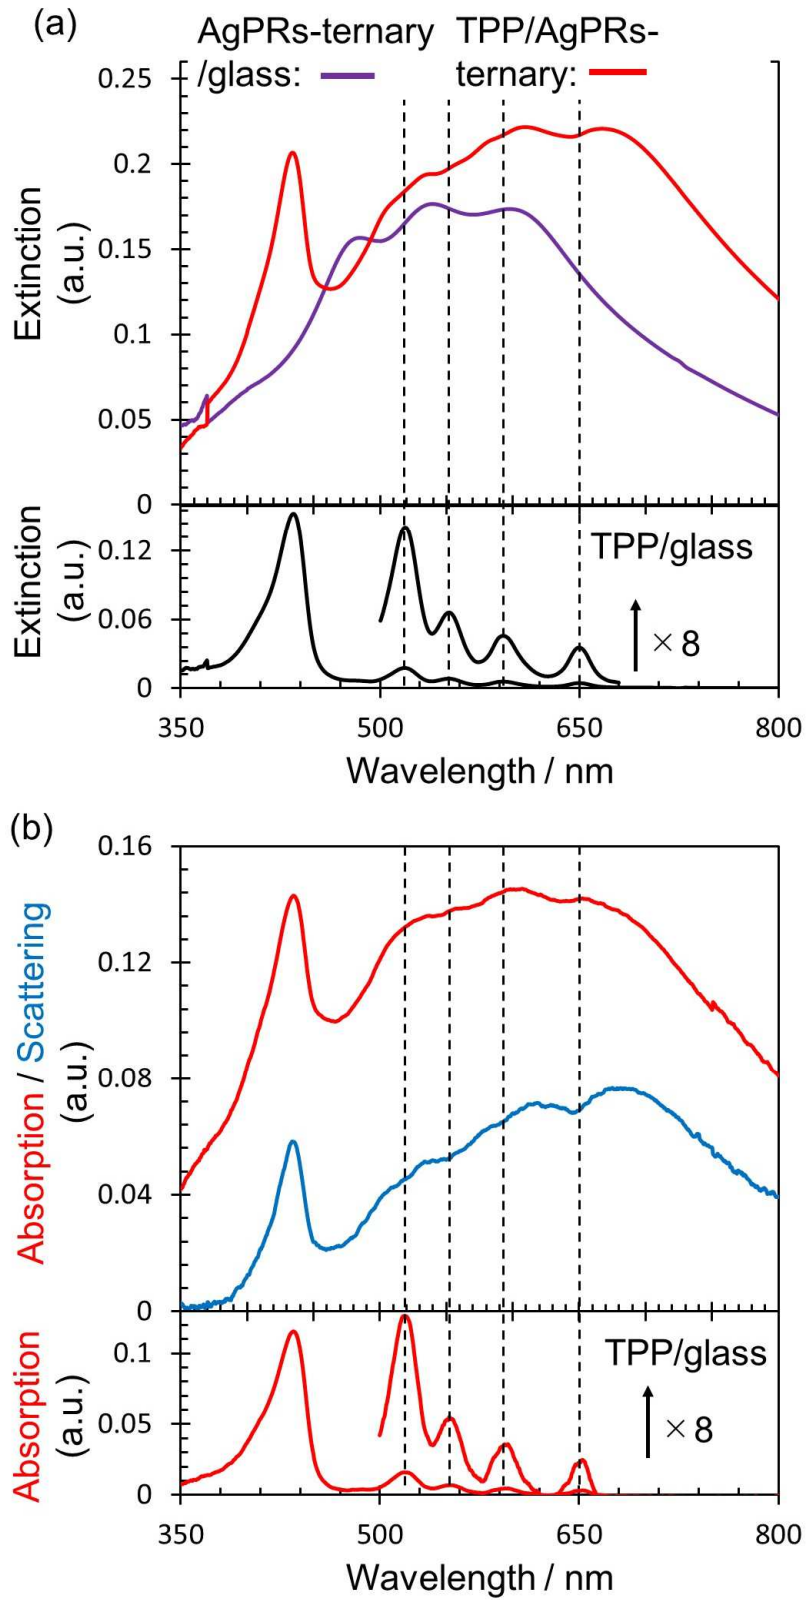 (a)
AgPRs-ternary
/glass:
TPP/AgPRs-
ternary:
0.25
0.2
0.15
0.1
0.05
0
Extinction
(a.u.)
0.12
0.06
0
Extinction
(a.u.)
TPP/glass
×8
350
500
650
800
Wavelength / nm
(b)
0.16
0.12
0.08
0.04
0
Absorption / Scattering
(a.u.)
0.1
0.05
0
Absorption
(a.u.)
TPP/glass
×8
350
500
650
800
Wavelength / nm